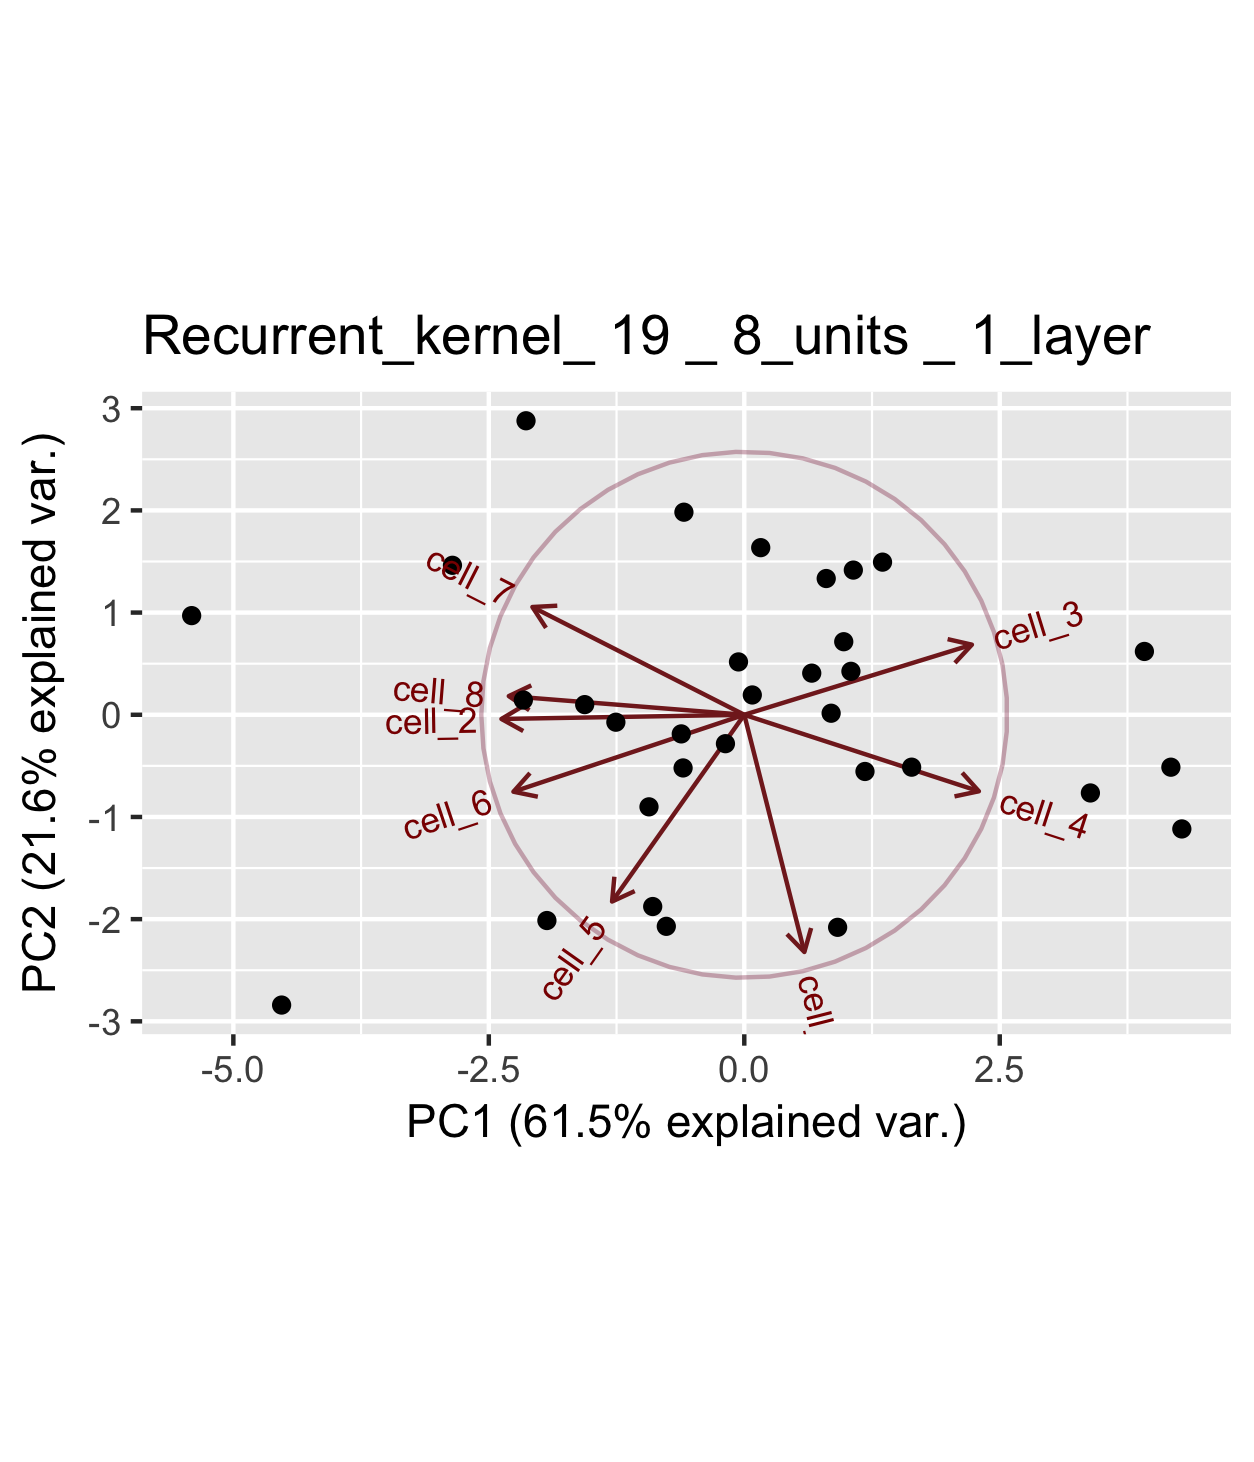 Recurrent_kernel_ 19 _ 8_units _ 1_layer
PC2 (21.6% explained var.)
3
2
1
0
-1
-2
-3
cell_7
cell_3
cell_8
cell_2
cell_6
cell_4
cell_5
cell_
-5.0
-2.5
0.0
2.5
PC1 (61.5% explained var.)